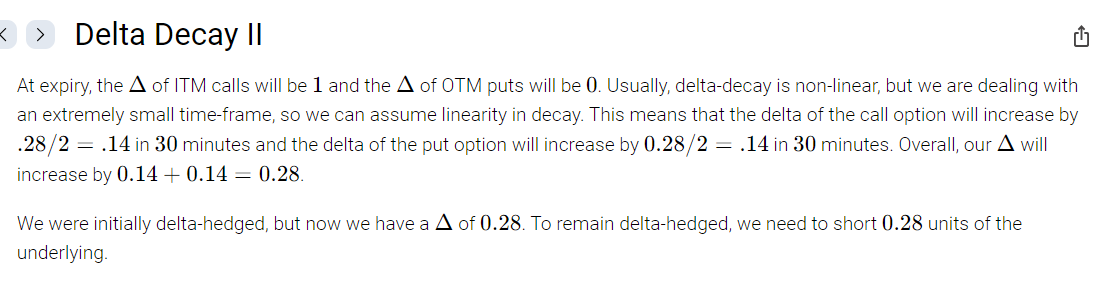 Delta Decay II
At expiry, the Δ of ITM calls will be 1 and the Δ of OTM puts will be 0. Usually, delta-decay is non-linear, but we are dealing with
an extremely small time-frame, so we can assume linearity in decay. This means that the delta of the call option will increase by
.28/2 = .14 in 30 minutes and the delta of the put option will increase by 0.28/2 = .14 in 30 minutes. Overall, our Δ will
increase by 0.14 + 0.14 = 0.28.
We were initially delta-hedged, but now we have a Δ of 0.28. To remain delta-hedged, we need to short 0.28 units of the
underlying.